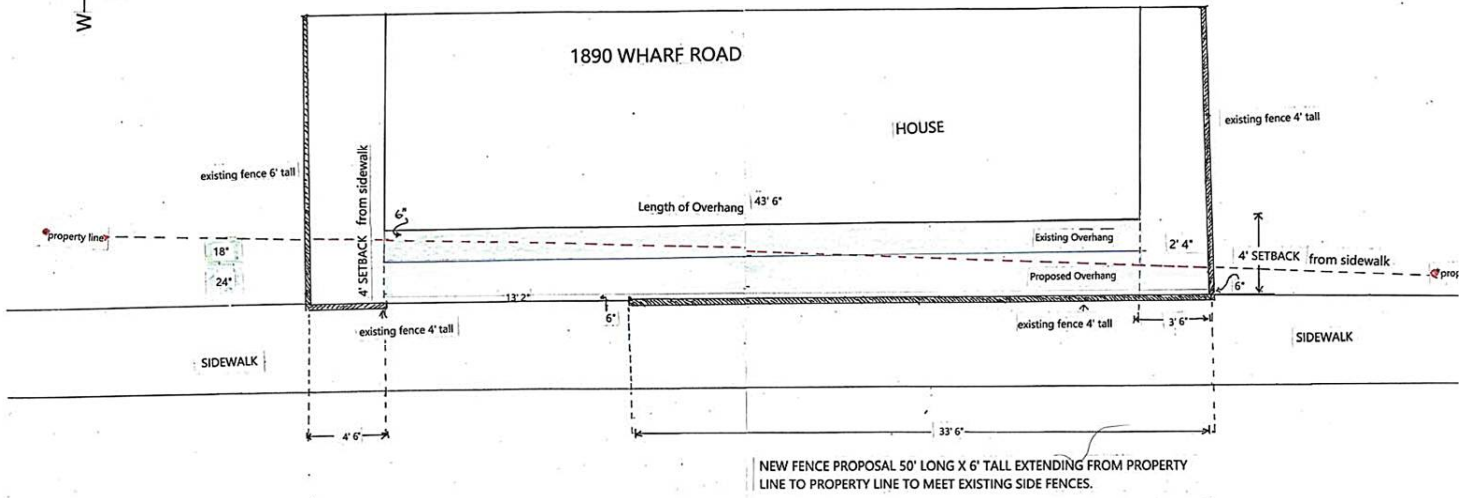 W
1890 WHARF ROAD
HOUSE
existing fence 4' tall
existing fence 6' tall
4' SETBACK from sidewalk
Length of Overhang 43' 6"
6"
property line
Existing Overhang
2' 4"
18"
4' SETBACK from sidewalk
24"
Proposed Overhang
6"
prop
13' 2"
6"
existing fence 4' tall
existing fence 4' tall
3' 6"
SIDEWALK
SIDEWALK
4' 6"
33' 6"
NEW FENCE PROPOSAL 50' LONG X 6' TALL EXTENDING FROM PROPERTY
LINE TO PROPERTY LINE TO MEET EXISTING SIDE FENCES.